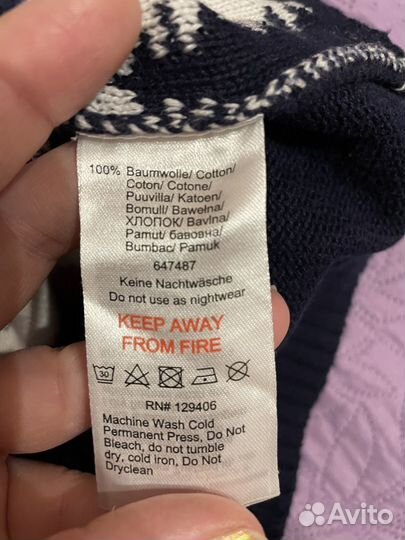 100% Baumwolle/ Cotton/
Coton/ Cotone/
Puuvilla/ Katoen/
Bomull/ Bawełna/
ХЛОПОК/ Bavlna/
Pamut/ бавовна/
Bumbac/ Pamuk
647487
Keine Nachtwäsche
Do not use as nightwear
KEEP AWAY
FROM FIRE
30
RN# 129406
Machine Wash Cold
Permanent Press, Do Not
Bleach, do not tumble
dry, cold iron, Do Not
Dryclean
Avito